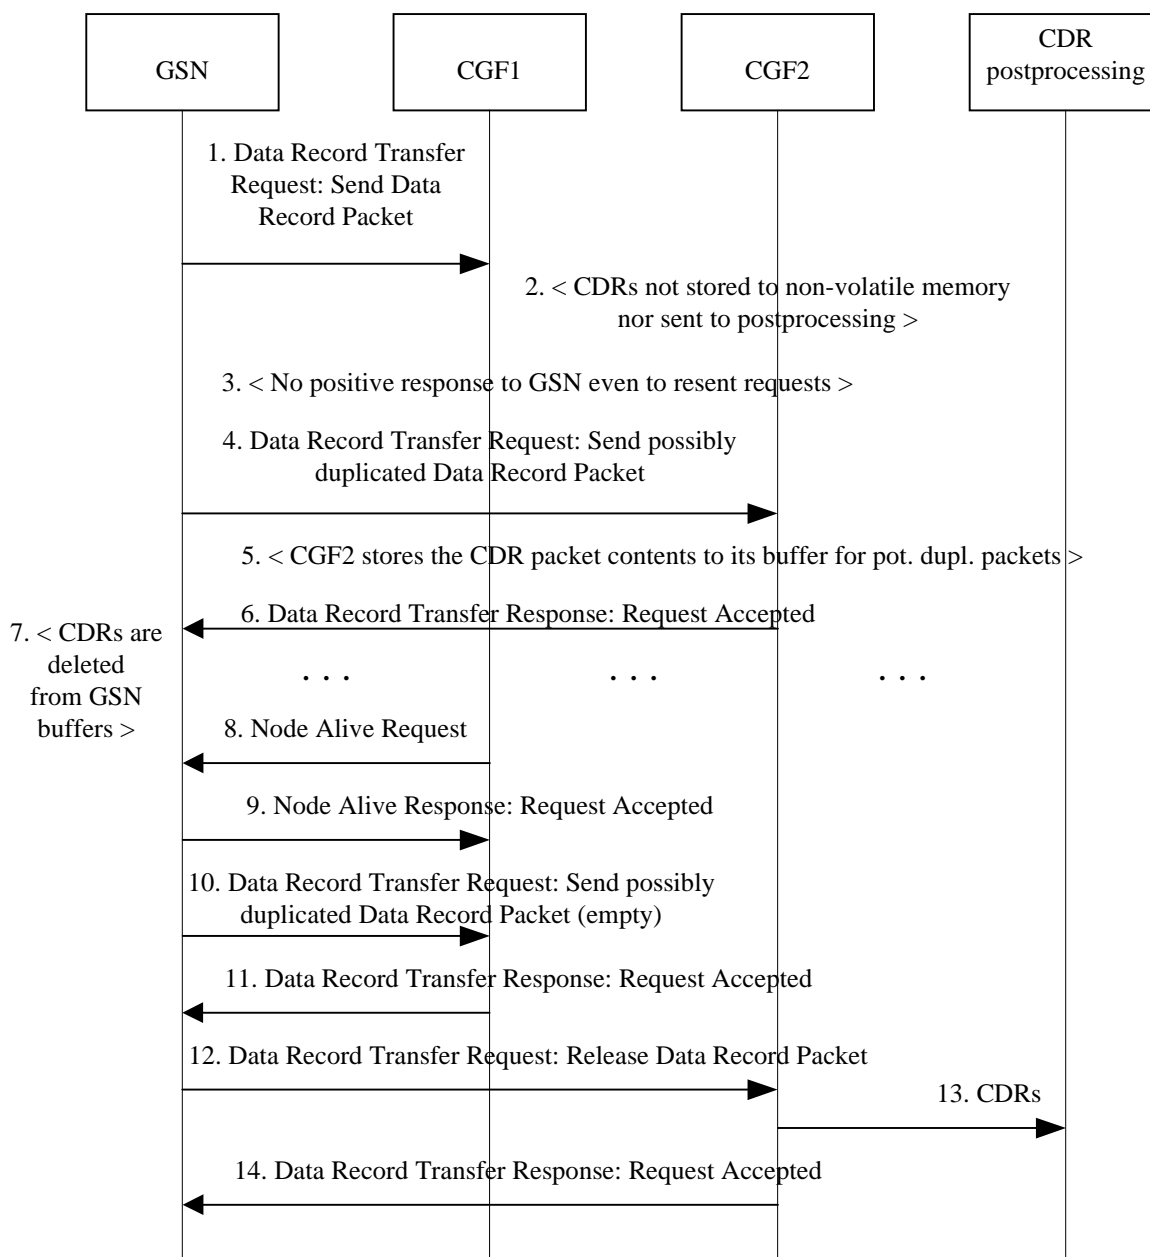 GSN
CGF1
CGF2
CDR
postprocessing
1. Data Record Transfer
Request: Send Data
Record Packet
2. < CDRs not stored to non-volatile memory
nor sent to postprocessing >
3. < No positive response to GSN even to resent requests >
4. Data Record Transfer Request: Send possibly
duplicated Data Record Packet
5. < CGF2 stores the CDR packet contents to its buffer for pot. dupl. packets >
6. Data Record Transfer Response: Request Accepted
7. < CDRs are
deleted
from GSN
buffers >
. . .
. . .
. . .
8. Node Alive Request
9. Node Alive Response: Request Accepted
10. Data Record Transfer Request: Send possibly
duplicated Data Record Packet (empty)
11. Data Record Transfer Response: Request Accepted
12. Data Record Transfer Request: Release Data Record Packet
13. CDRs
14. Data Record Transfer Response: Request Accepted